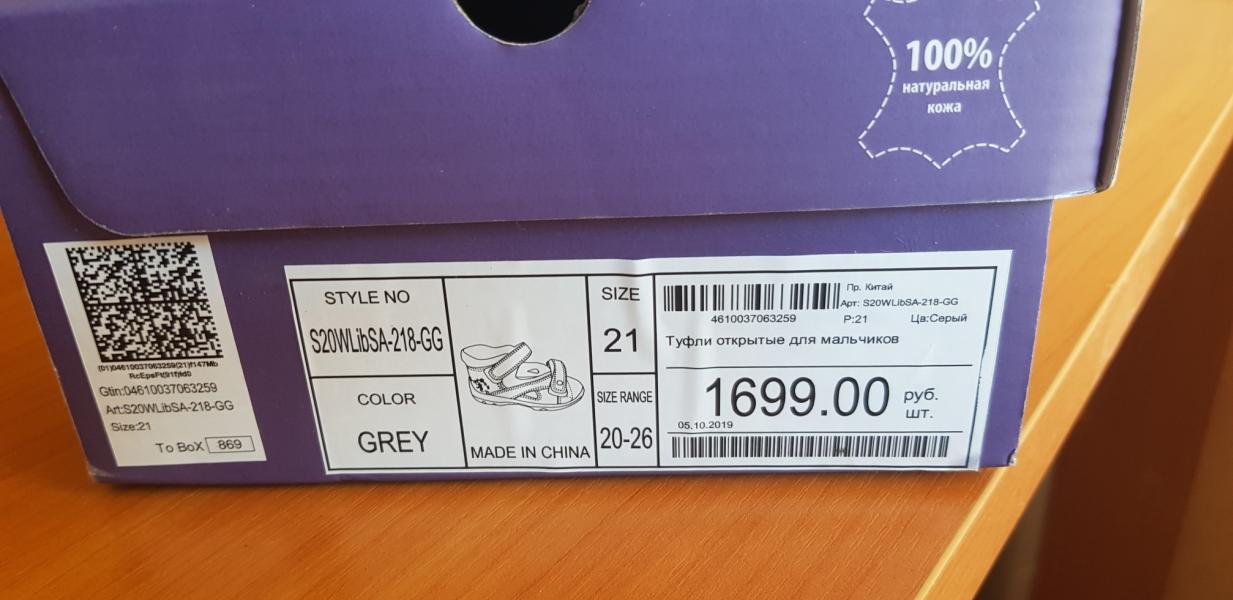 100%
натуральная
кожа
Gtin:04610037063259
Art:S20WLibSA-218-GG
Size:21
To BoX 869
STYLE NO
S20WLibSA-218-GG
COLOR
GREY
MADE IN CHINA
SIZE
21
SIZE RANGE
20-26
Пр. Китай
Арт: S20WLibSA-218-GG
4610037063259 Р:21 Цв:Серый
Туфли открытые для мальчиков
1699.00 руб.
шт.
05.10.2019